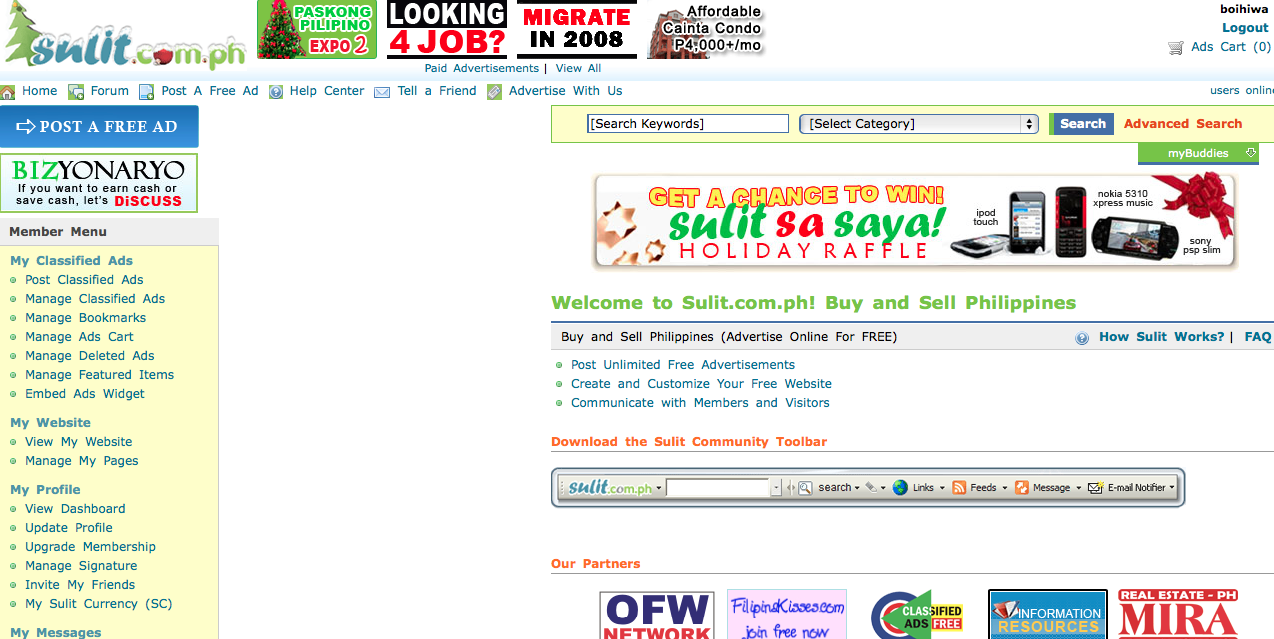 sulit.com.ph
PASKONG
PILIPINO
EXPO 2
LOOKING
4 JOB?
MIGRATE
IN 2008
Affordable
Cainta Condo
P4,000+/mo
boihiwa
Logout
Ads Cart (0)
Paid Advertisements | View All
Home Forum Post A Free Ad Help Center Tell a Friend Advertise With Us
users online
POST A FREE AD
[Search Keywords] [Select Category] Search Advanced Search
myBuddies
BIZYONARYO
If you want to earn cash or
save cash, let's DiSCUSS
GET A CHANCE TO WIN!
sulit sa saya!
HOLIDAY RAFFLE
ipod
touch
nokia 5310
xpress music
sony
psp slim
Member Menu
My Classified Ads
Post Classified Ads
Manage Classified Ads
Manage Bookmarks
Manage Ads Cart
Manage Deleted Ads
Manage Featured Items
Embed Ads Widget
My Website
View My Website
Manage My Pages
My Profile
View Dashboard
Update Profile
Upgrade Membership
Manage Signature
Invite My Friends
My Sulit Currency (SC)
My Messages
Welcome to Sulit.com.ph! Buy and Sell Philippines
Buy and Sell Philippines (Advertise Online For FREE) How Sulit Works? | FAQ
Post Unlimited Free Advertisements
Create and Customize Your Free Website
Communicate with Members and Visitors
Download the Sulit Community Toolbar
sulit.com.ph search Links Feeds Message E-mail Notifier
Our Partners
OFW
NETWORK
FilipinaKisses.com
join free now
CLASSIFIED
ADS FREE
INFORMATION
RESOURCES
REAL ESTATE - PH
MIRA